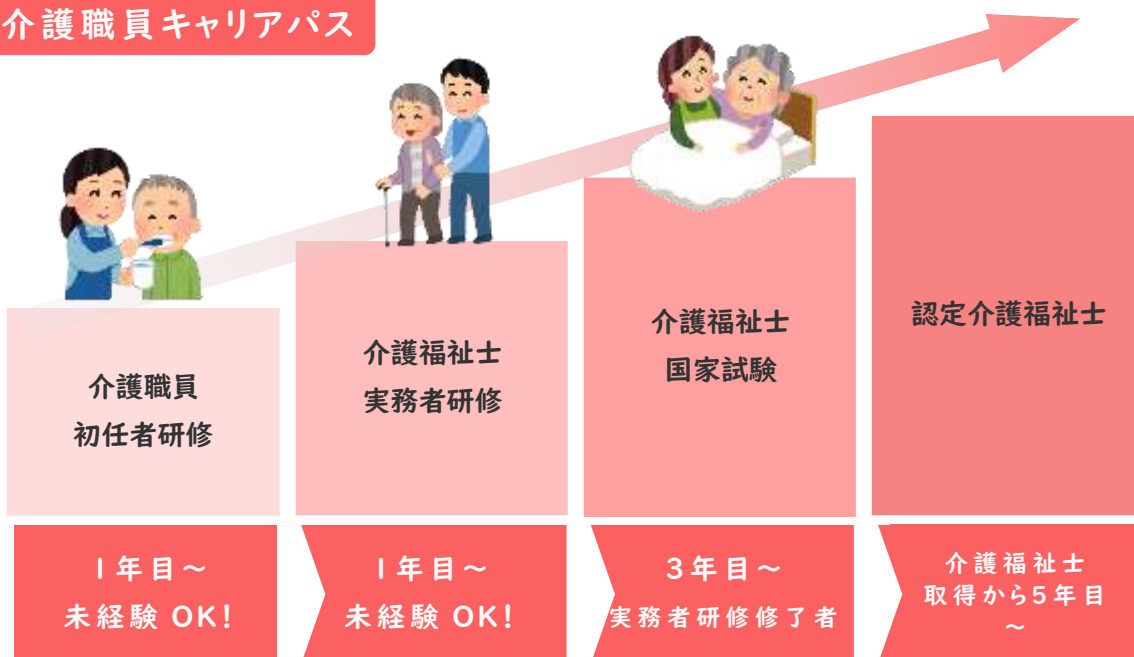 介護職員キャリアパス
介護職員
初任者研修
介護福祉士
実務者研修
介護福祉士
国家試験
認定介護福祉士
1年目〜
未経験 OK!
1年目〜
未経験 OK!
3年目〜
実務者研修修了者
介護福祉士
取得から5年目
〜